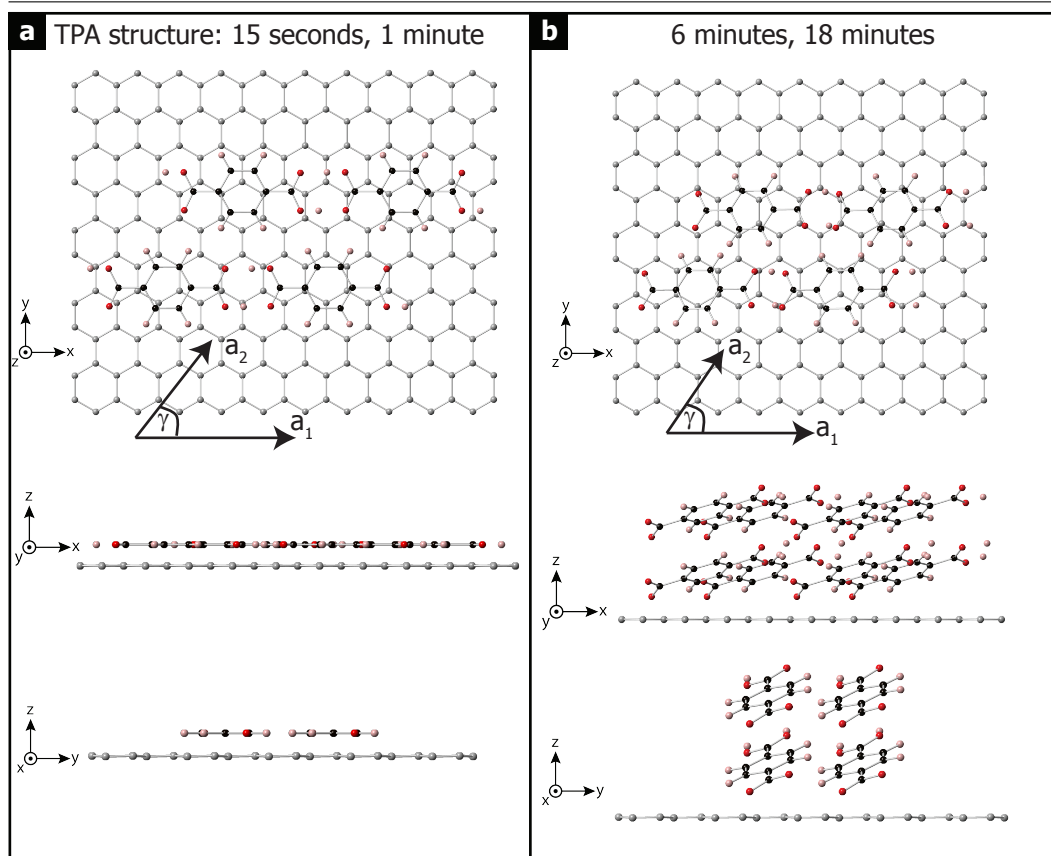 a TPA structure: 15 seconds, 1 minute
y
z x
a2
γ
a1
z
y x
z
x y
b 6 minutes, 18 minutes
y
z x
a2
γ
a1
z
y x
z
x y